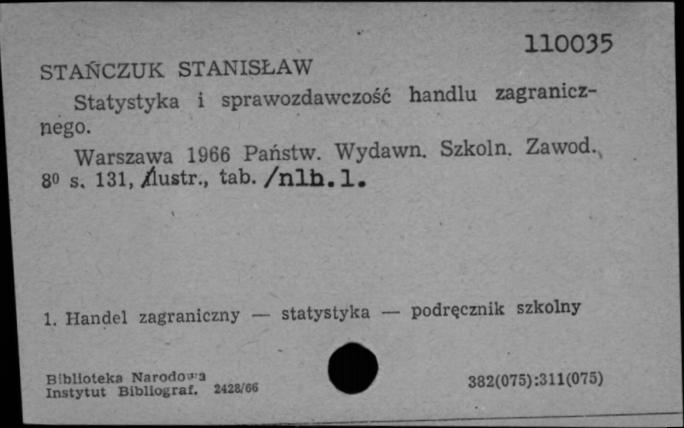 110035
STAŃCZUK STANISŁAW
Statystyka i sprawozdawczość handlu zagranicz-
nego.
Warszawa 1966 Państw. Wydawn. Szkoln. Zawod.,
8⁰ s. 131, ilustr., tab. /nlb.1.
1. Handel zagraniczny — statystyka — podręcznik szkolny
Biblioteka Narodowa
Instytut Bibliograf. 2428/66
382(075):311(075)